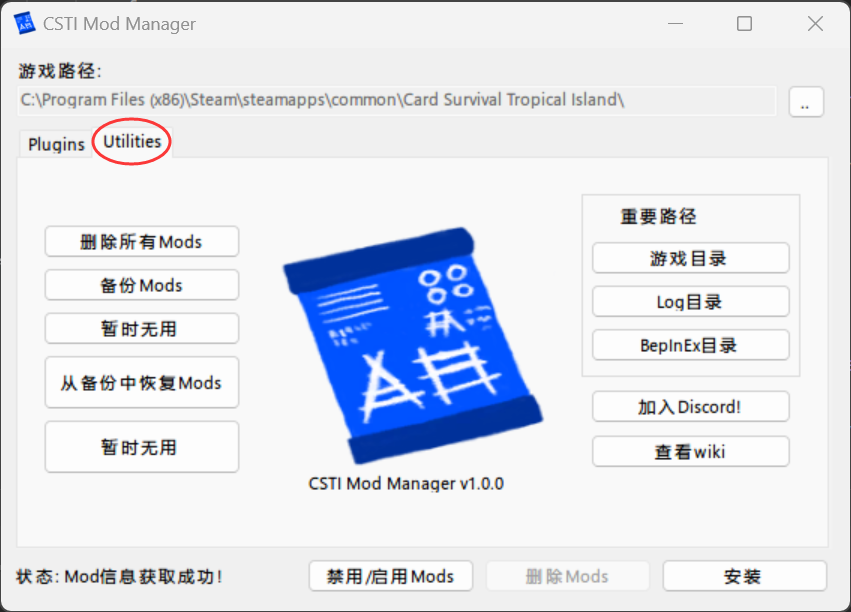 CSTI Mod Manager
游戏路径:
C:\Program Files (x86)\Steam\steamapps\common\Card Survival Tropical Island\
..
Plugins
Utilities
删除所有Mods
备份Mods
暂时无用
从备份中恢复Mods
暂时无用
CSTI Mod Manager v1.0.0
重要路径
游戏目录
Log目录
BepInEx目录
加入Discord!
查看wiki
状态: Mod信息获取成功!
禁用/启用Mods
删除Mods
安装